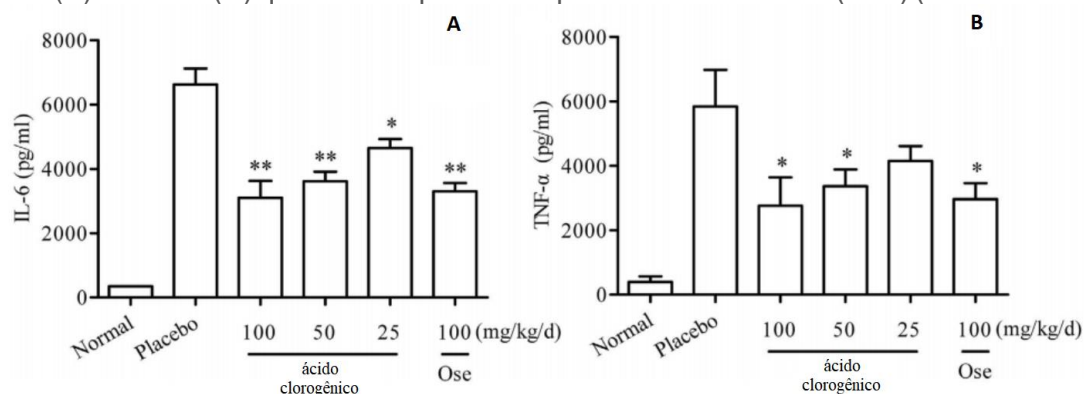 A
8000
6000
4000
2000
0
IL-6 (pg/ml)
**
**
*
**
Normal
Placebo
100
50
25
100 (mg/kg/d)
ácido
clorogênico
Ose
B
8000
6000
4000
2000
0
TNF-α (pg/ml)
*
*
*
Normal
Placebo
100
50
25
100 (mg/kg/d)
ácido
clorogênico
Ose